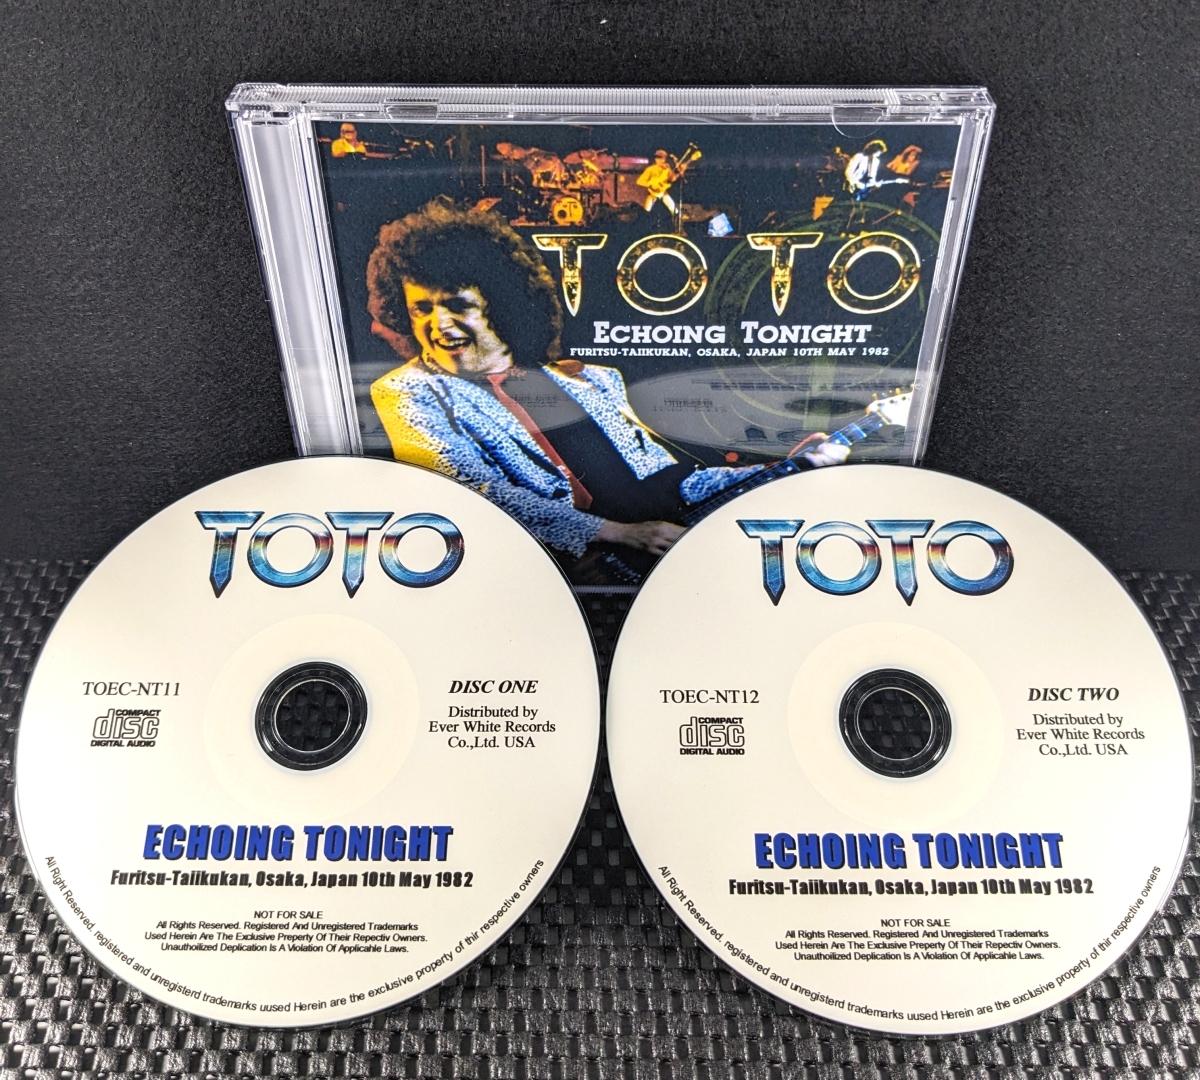 TOTO
ECHOING TONIGHT
FURITSU-TAIIKUKAN, OSAKA, JAPAN 10TH MAY 1982
TOTO
TOEC-NT11
COMPACT
disc
DIGITAL AUDIO
DISC ONE
Distributed by
Ever White Records
Co.,Ltd. USA
ECHOING TONIGHT
Furitsu-Taiikukan, Osaka, Japan 10th May 1982
NOT FOR SALE
All Rights Reserved. Registered And Unregistered Trademarks
Used Herein Are The Exclusive Preperty Of Their Repectiv Owners.
Unauthoilized Deplication Is A Violation Of Applicahle Laws.
All Right Reserved. registered and unregisterd trademarks uused Herein are the exclusive property of thir respective owners
TOTO
TOEC-NT12
COMPACT
disc
DIGITAL AUDIO
DISC TWO
Distributed by
Ever White Records
Co.,Ltd. USA
ECHOING TONIGHT
Furitsu-Taiikukan, Osaka, Japan 10th May 1982
NOT FOR SALE
All Rights Reserved. Registered And Unregistered Trademarks
Used Herein Are The Exclusive Preperty Of Their Repectiv Owners.
Unauthoilized Deplication Is A Violation Of Applicahle Laws.
All Right Reserved. registered and unregisterd trademarks uused Herein are the exclusive property of thir respective owners